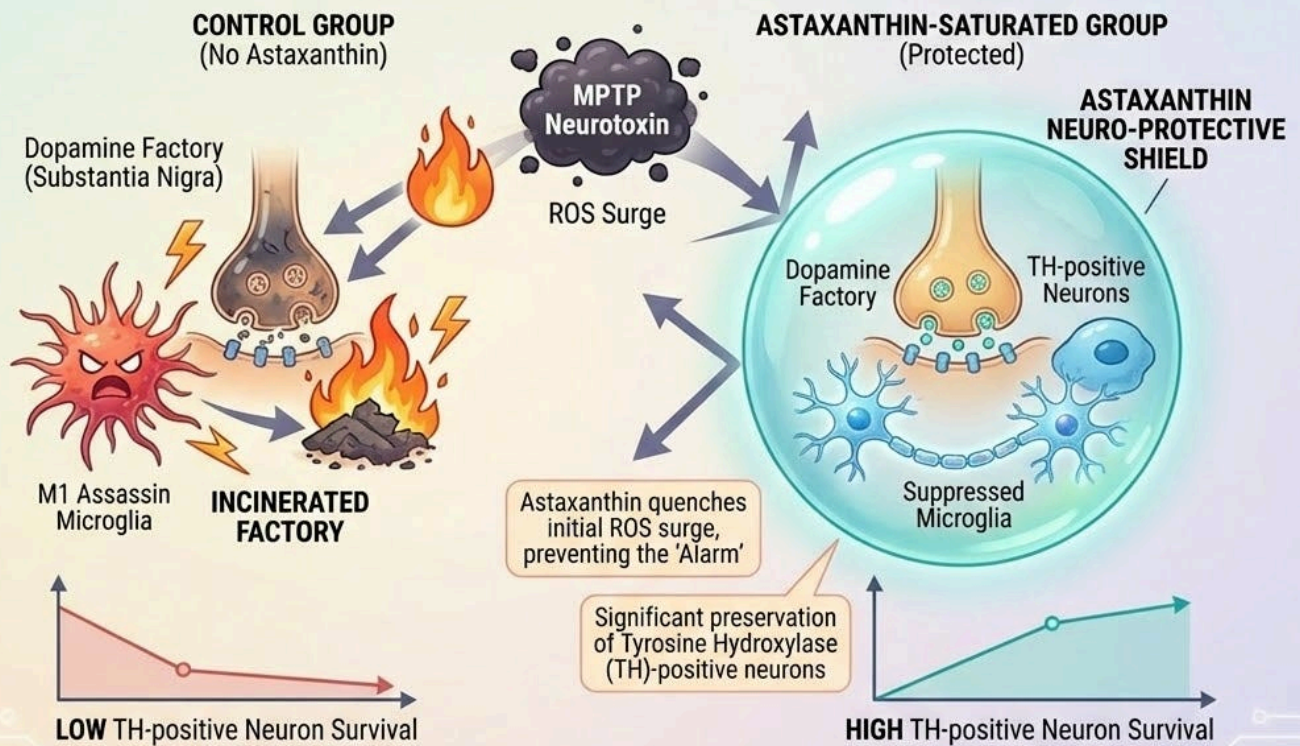 CONTROL GROUP
(No Astaxanthin)
MPTP
Neurotoxin
ROS Surge
ASTAXANTHIN-SATURATED GROUP
(Protected)
ASTAXANTHIN
NEURO-PROTECTIVE
SHIELD
Dopamine Factory
(Substantia Nigra)
M1 Assassin
Microglia
INCINERATED
FACTORY
Dopamine
Factory
TH-positive
Neurons
Suppressed
Microglia
Astaxanthin quenches
initial ROS surge,
preventing the 'Alarm'
Significant preservation
of Tyrosine Hydroxylase
(TH)-positive neurons
LOW TH-positive Neuron Survival
HIGH TH-positive Neuron Survival